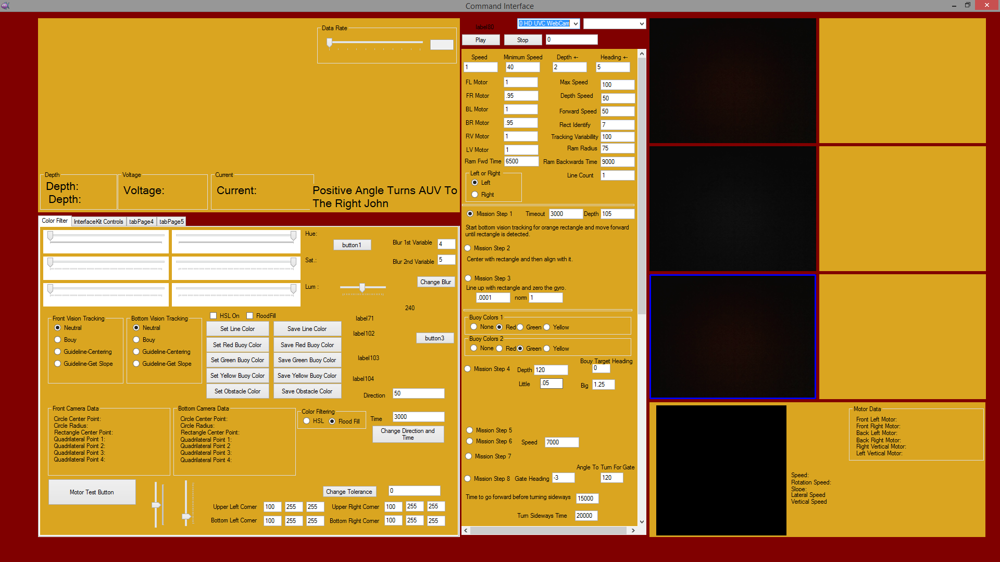 Command Interface
Data Rate
label80
0 HD UVC WebCam
Play
Stop
0
Speed
Minimum Speed
Depth +-
Heading +-
1
40
2
5
FL Motor
1
Max Speed
100
FR Motor
.95
Depth Speed
50
BL Motor
1
Forward Speed
50
BR Motor
.95
Rect Identify
7
RV Motor
1
Tracking Variability
100
LV Motor
1
Ram Radius
75
Ram Fwd Time
6500
Ram Backwards Time
9000
Left or Right
Left
Right
Line Count
1
Depth
Depth:
Depth:
Voltage
Voltage:
Current
Current:
Positive Angle Turns AUV To
The Right John
Mission Step 1
Timeout
3000
Depth
105
Start bottom vision tracking for orange rectangle and move forward
until rectangle is detected.
Mission Step 2
Center with rectangle and then align with it.
Mission Step 3
Line up with rectangle and zero the gyro.
.0001
norm
1
Buoy Colors 1
None
Red
Green
Yellow
Buoy Colors 2
None
Red
Green
Yellow
Mission Step 4
Depth
120
Bouy Target Heading
0
Little
.05
Big
1.25
Mission Step 5
Mission Step 6
Speed
7000
Mission Step 7
Angle To Turn For Gate
Mission Step 8
Gate Heading
-3
120
Time to go forward before turning sideways
15000
Turn Sideways Time
20000
Color Filter
InterfaceKit Controls
tabPage4
tabPage5
Hue:
button1
Blur 1st Variable
4
Sat.:
Blur 2nd Variable
5
Change Blur
Lum :
240
Front Vision Tracking
Neutral
Bouy
Guideline-Centering
Guideline-Get Slope
Bottom Vision Tracking
Neutral
Bouy
Guideline-Centering
Guideline-Get Slope
HSL On
FloodFill
Set Line Color
Save Line Color
Set Red Buoy Color
Save Red Buoy Color
Set Green Buoy Color
Save Green Buoy Color
Set Yellow Buoy Color
Save Yellow Buoy Color
Set Obstacle Color
Save Obstacle Color
label71
label102
button3
label103
label104
Direction
50
Front Camera Data
Circle Center Point:
Circle Radius:
Rectangle Center Point:
Quadrilateral Point 1:
Quadrilateral Point 2:
Quadrilateral Point 3:
Quadrilateral Point 4:
Bottom Camera Data
Circle Center Point:
Circle Radius:
Rectangle Center Point:
Quadrilateral Point 1:
Quadrilateral Point 2
Quadrilateral Point 3:
Quadrilateral Point 4:
Color Filtering
HSL
Flood Fill
Time
3000
Change Direction and
Time
Motor Test Button
Change Tolerance
0
Upper Left Corner
100
255
255
Upper Right Corner
100
255
255
Bottom Left Corner
100
255
255
Bottom Right Corner
100
255
255
Motor Data
Front Left Motor:
Front Right Motor:
Back Left Motor:
Back Right Motor:
Right Vertical Motor:
Left Vertical Motor:
Speed:
Rotation Speed:
Slope:
Lateral Speed
Vertical Speed